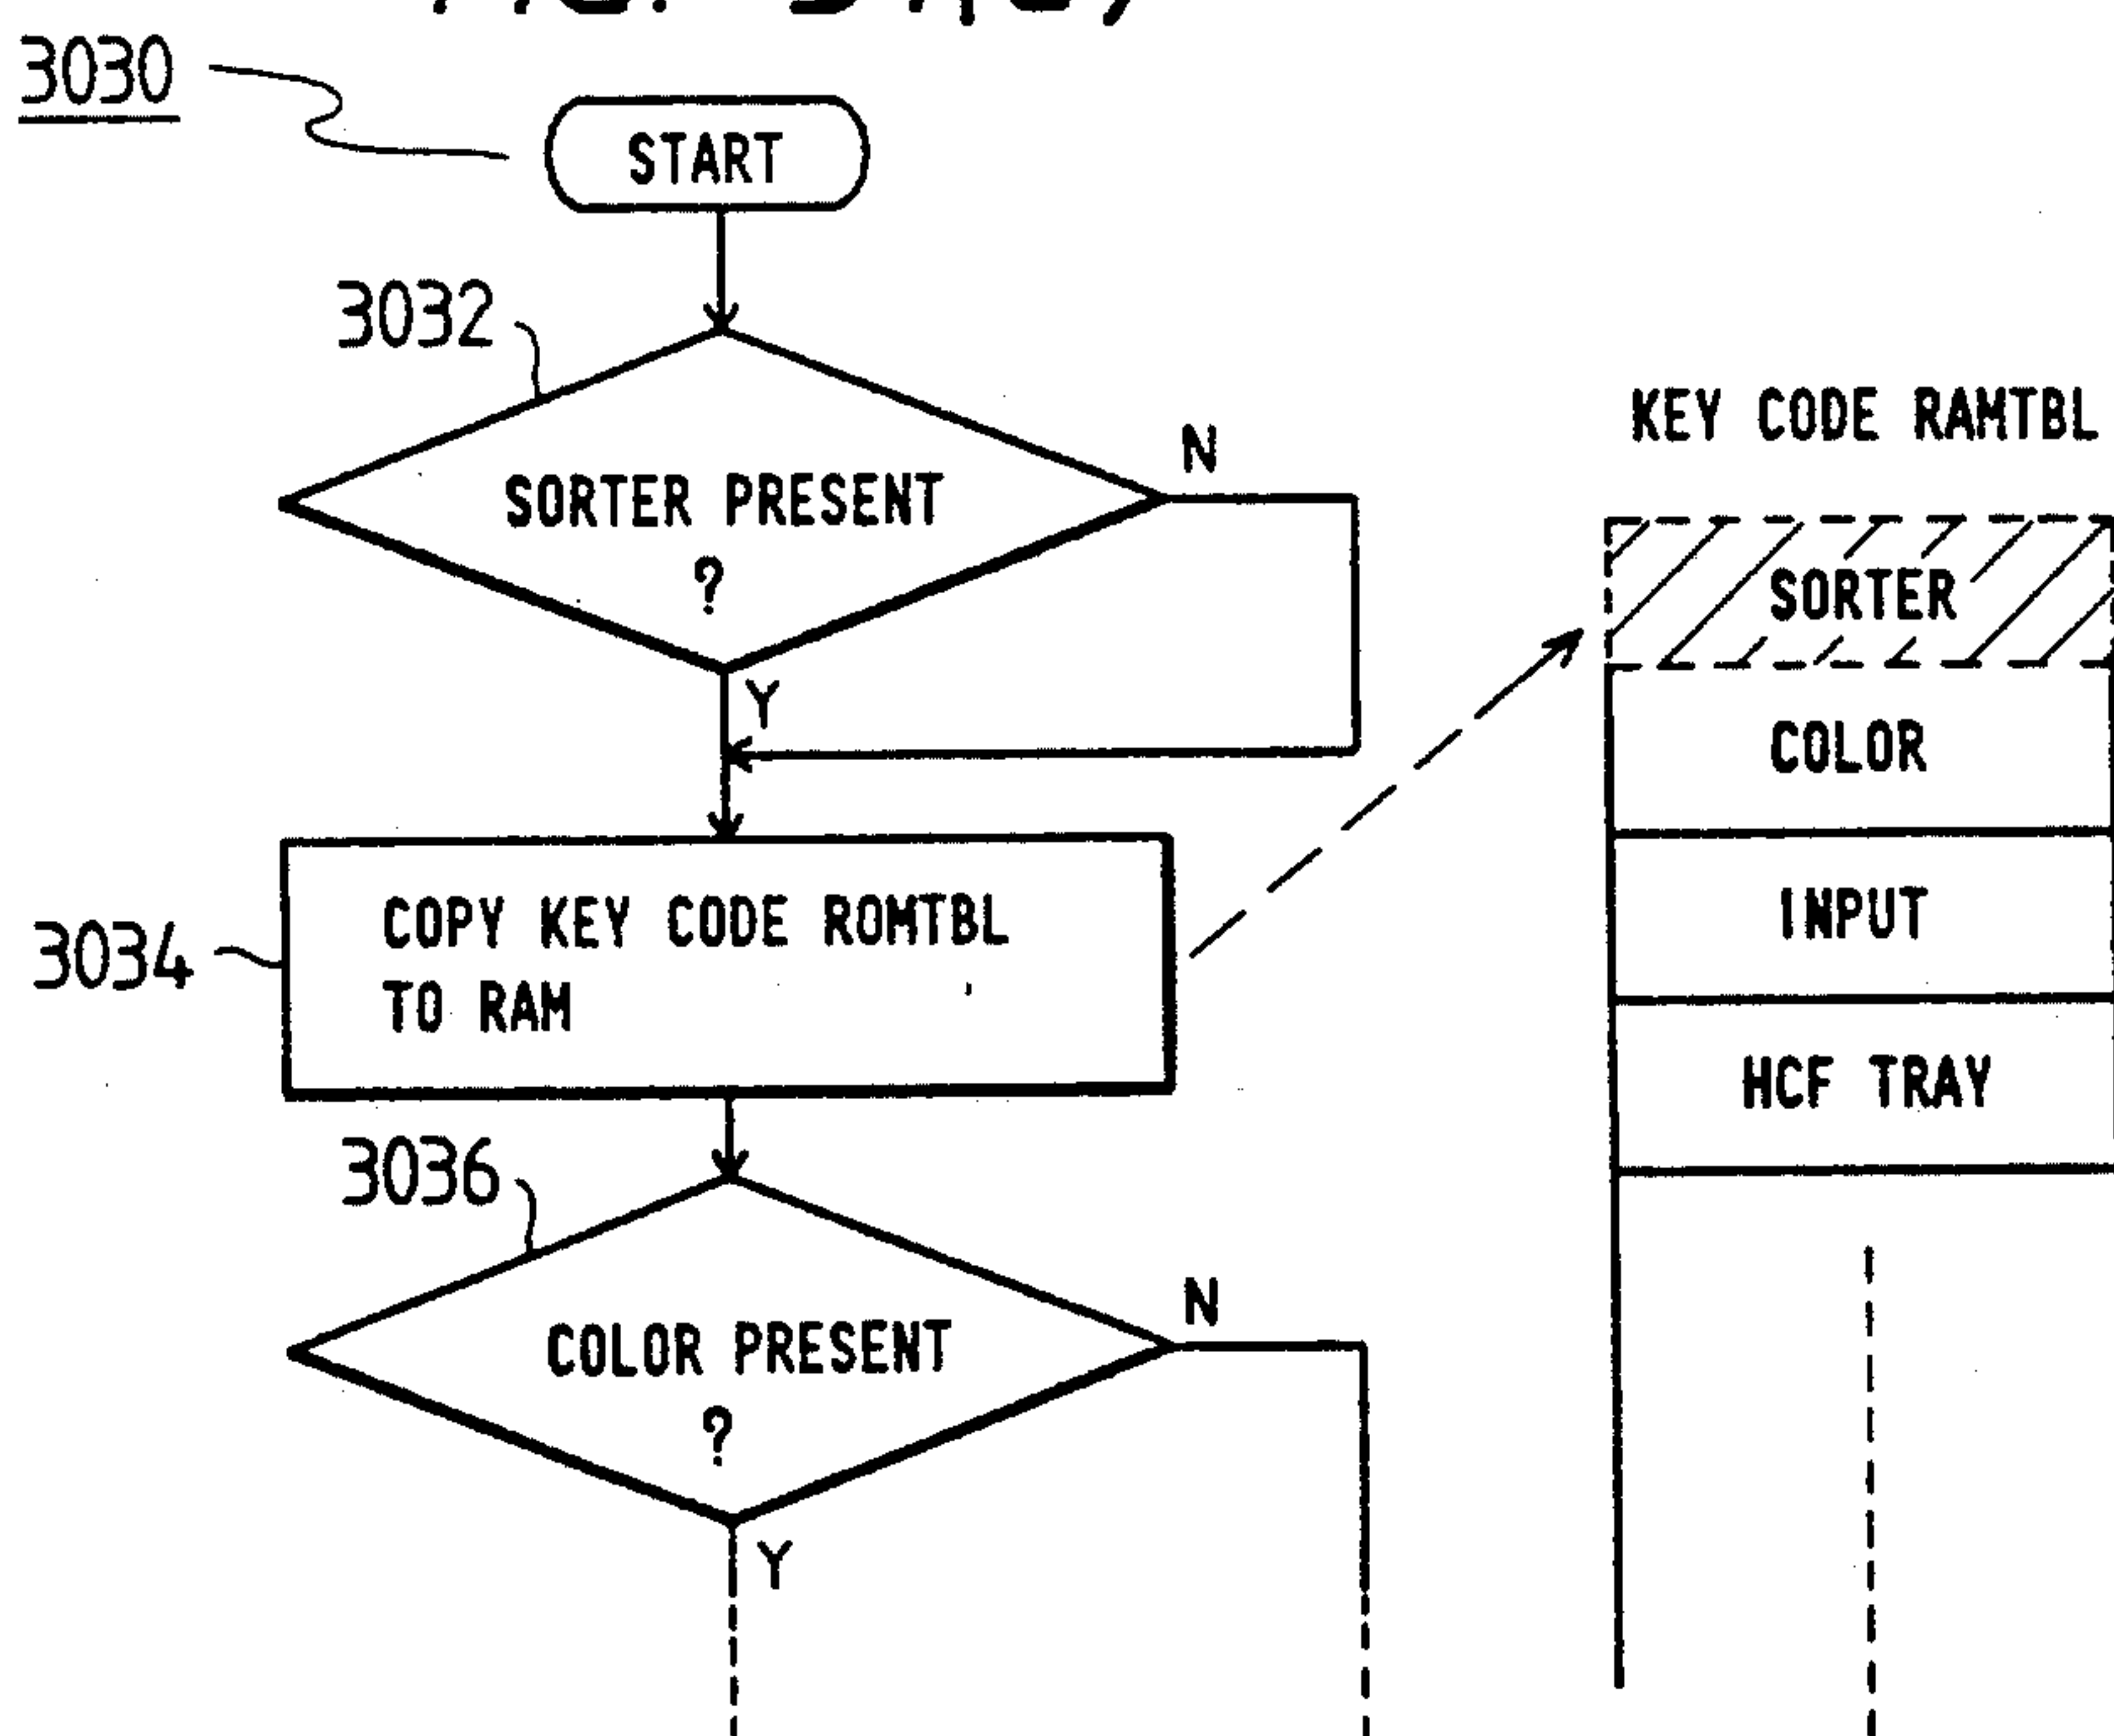 3030
START
3032
SORTER PRESENT
?
N
Y
3034
COPY KEY CODE ROMTBL
TO RAM
3036
COLOR PRESENT
?
N
Y
KEY CODE RAMTBL
SORTER
COLOR
INPUT
HCF TRAY